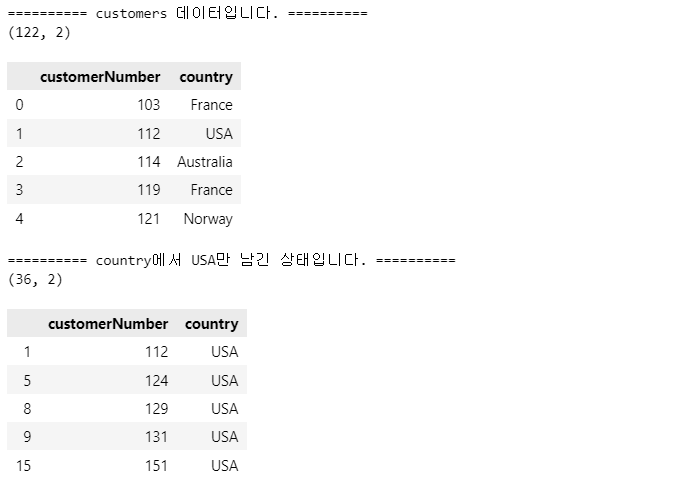 ========== customers 데이터입니다. ==========
(122, 2)
customerNumber country
0 103 France
1 112 USA
2 114 Australia
3 119 France
4 121 Norway
========== country에서 USA만 남긴 상태입니다. ==========
(36, 2)
customerNumber country
1 112 USA
5 124 USA
8 129 USA
9 131 USA
15 151 USA